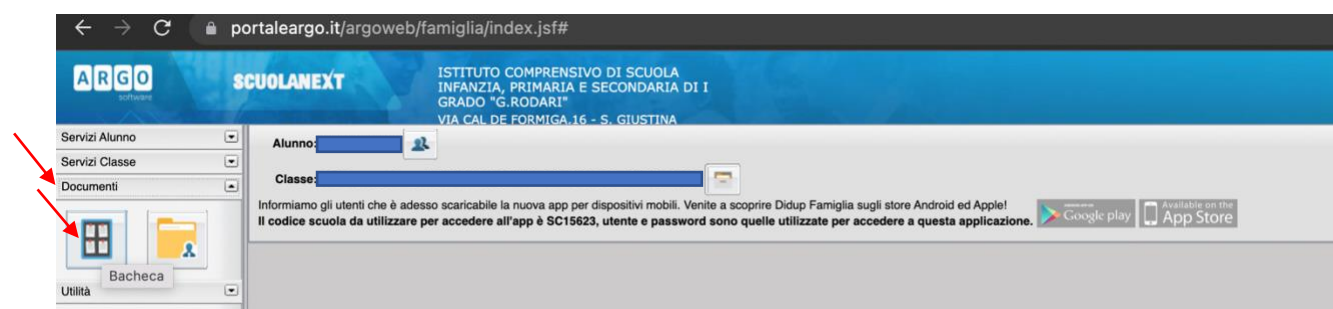 portaleargo.it/argoweb/famiglia/index.jsf#
ARGO
software
SCUOLANEXT
ISTITUTO COMPRENSIVO DI SCUOLA
INFANZIA, PRIMARIA E SECONDARIA DI I
GRADO "G.RODARI"
VIA CAL DE FORMIGA.16 - S. GIUSTINA
Servizi Alunno
Servizi Classe
Documenti
Bacheca
Utilità
Alunno:
Classe:
Informiamo gli utenti che è adesso scaricabile la nuova app per dispositivi mobili. Venite a scoprire Didup Famiglia sugli store Android ed Apple!
Il codice scuola da utilizzare per accedere all'app è SC15623, utente e password sono quelle utilizzate per accedere a questa applicazione.
Google play
Available on the
App Store